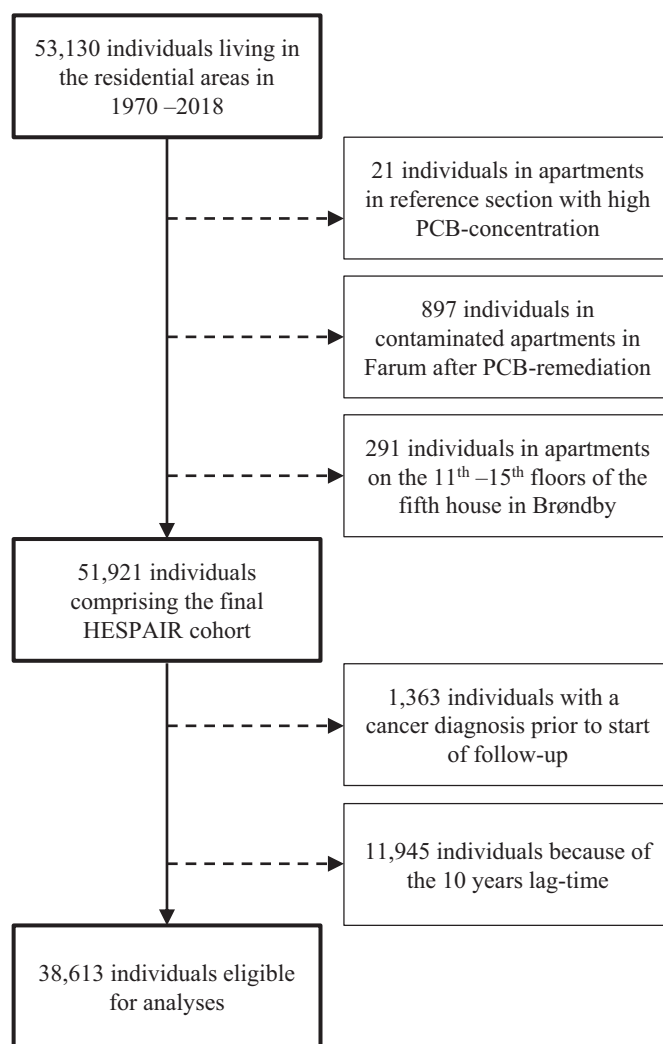 53,130 individuals living in
the residential areas in
1970 –2018
21 individuals in apartments
in reference section with high
PCB-concentration
897 individuals in
contaminated apartments in
Farum after PCB-remediation
291 individuals in apartments
on the 11th –15th floors of the
fifth house in Brøndby
51,921 individuals
comprising the final
HESPAIR cohort
1,363 individuals with a
cancer diagnosis prior to start
of follow-up
11,945 individuals because of
the 10 years lag-time
38,613 individuals eligible
for analyses